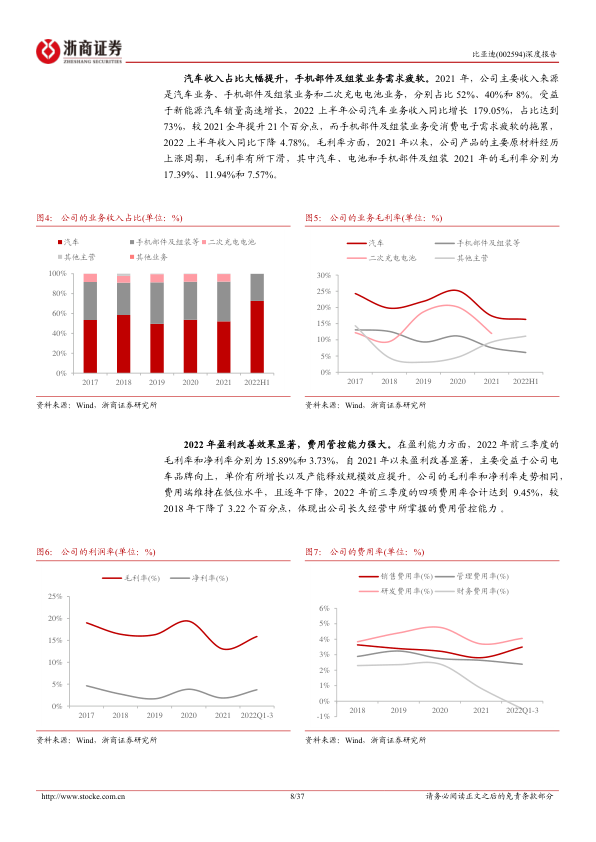 浙商证券
ZHESHANG SECURITIES
比亚迪(002594)深度报告
汽车收入占比大幅提升，手机部件及组装业务需求疲软。2021 年，公司主要收入来源
是汽车业务、手机部件及组装业务和二次充电电池业务，分别占比 52%、40%和 8%。受益
于新能源汽车销量高速增长，2022 上半年公司汽车业务收入同比增长 179.05%，占比达到
73%，较 2021 全年提升 21 个百分点，而手机部件及组装业务受消费电子需求疲软的拖累，
2022 上半年收入同比下降 4.78%。毛利率方面，2021 年以来，公司产品的主要原材料经历
上涨周期，毛利率有所下滑，其中汽车、电池和手机部件及组装 2021 年的毛利率分别为
17.39%、11.94%和 7.57%。
图4： 公司的业务收入占比(单位：%)
汽车 手机部件及组装等 二次充电电池
其他主营 其他业务
100%
80%
60%
40%
20%
0%
2017 2018 2019 2020 2021 2022H1
资料来源：Wind，浙商证券研究所
图5： 公司的业务毛利率(单位：%)
汽车 手机部件及组装等
二次充电电池 其他主营
30%
25%
20%
15%
10%
5%
0%
2017 2018 2019 2020 2021 2022H1
资料来源：Wind，浙商证券研究所
2022 年盈利改善效果显著，费用管控能力强大。在盈利能力方面，2022 年前三季度的
毛利率和净利率分别为 15.89%和 3.73%，自 2021 年以来盈利改善显著，主要受益于公司电
车品牌向上，单价有所增长以及产能释放规模效应提升。公司的毛利率和净利率走势相同，
费用端维持在低位水平，且逐年下降，2022 年前三季度的四项费用率合计达到 9.45%，较
2018 年下降了 3.22 个百分点，体现出公司长久经营中所掌握的费用管控能力 。
图6： 公司的利润率(单位：%)
毛利率(%) 净利率(%)
25%
20%
15%
10%
5%
0%
2017 2018 2019 2020 2021 2022Q1-3
资料来源：Wind，浙商证券研究所
图7： 公司的费用率(单位：%)
销售费用率(%) 管理费用率(%)
研发费用率(%) 财务费用率(%)
6%
5%
4%
3%
2%
1%
0%
-1%
2018 2019 2020 2021 2022Q1-3
资料来源：Wind，浙商证券研究所
http://www.stocke.com.cn 8/37 请务必阅读正文之后的免责条款部分